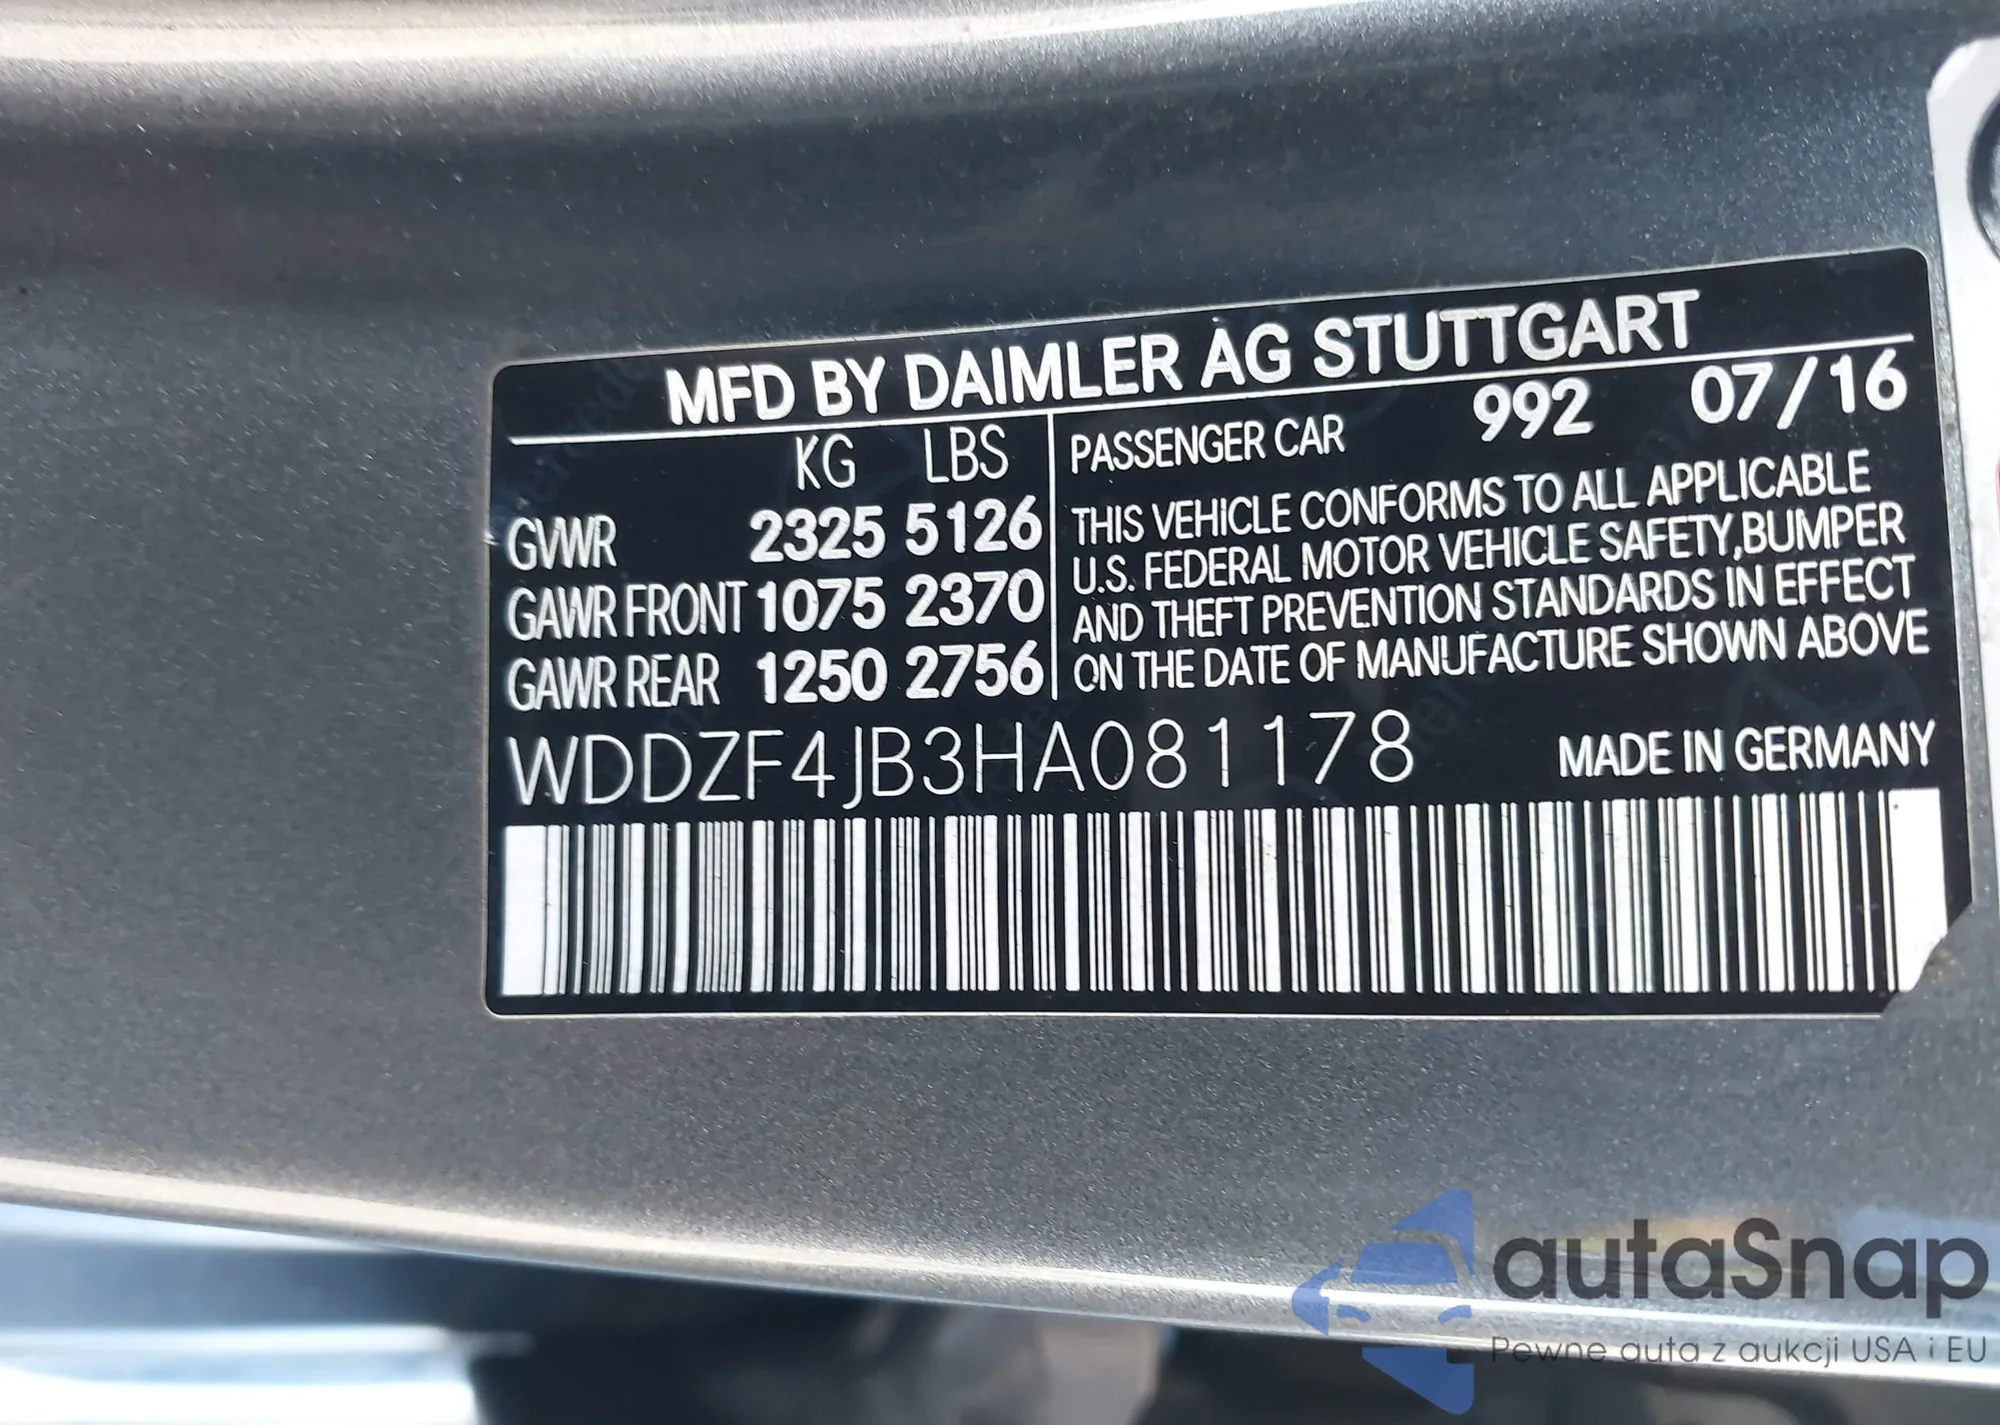 MFD BY DAIMLER AG STUTTGART
KG LBS
GVWR 2325 5126
GAWR FRONT 1075 2370
GAWR REAR 1250 2756
PASSENGER CAR 992 07/16
THIS VEHICLE CONFORMS TO ALL APPLICABLE
U.S. FEDERAL MOTOR VEHICLE SAFETY,BUMPER
AND THEFT PREVENTION STANDARDS IN EFFECT
ON THE DATE OF MANUFACTURE SHOWN ABOVE
WDDZF4JB3HA081178 MADE IN GERMANY
autaSnap
Pewne auta z aukcji USA i EU